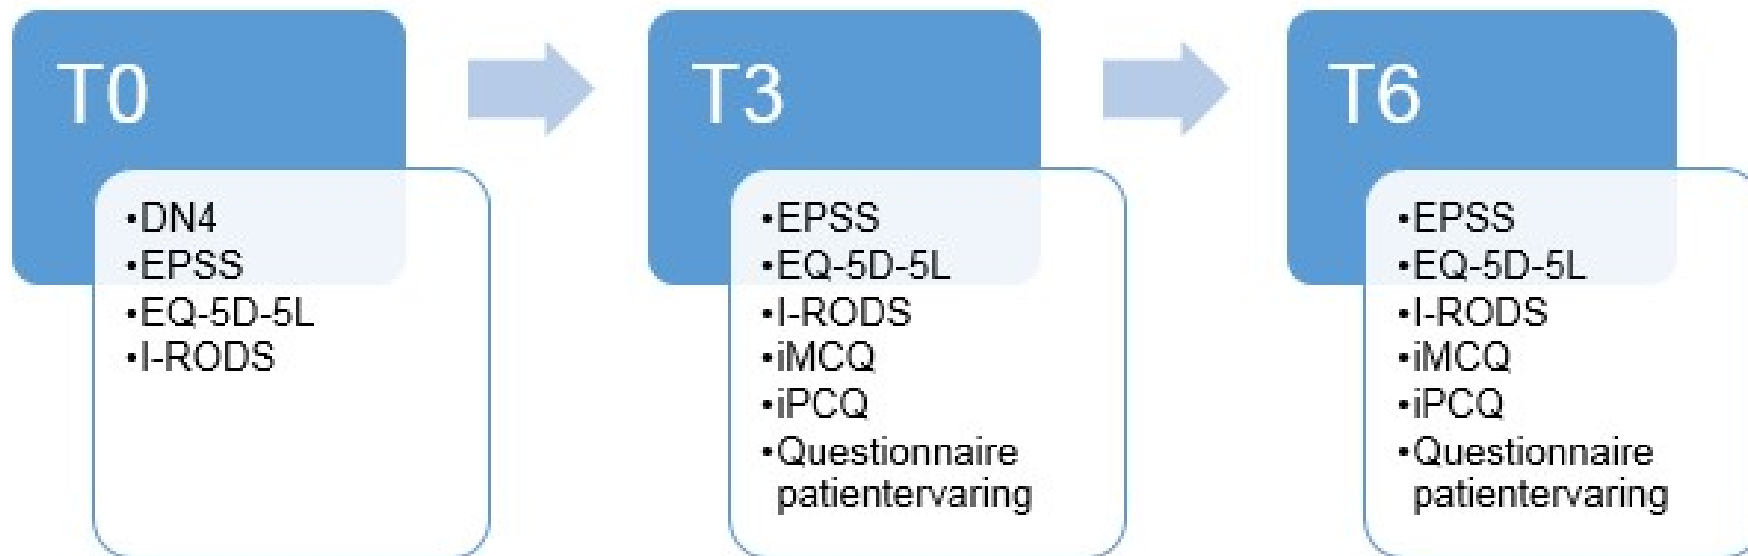 T0
•DN4
•EPSS
•EQ-5D-5L
•I-RODS
T3
•EPSS
•EQ-5D-5L
•I-RODS
•iMCQ
•iPCQ
•Questionnaire
patientervaring
T6
•EPSS
•EQ-5D-5L
•I-RODS
•iMCQ
•iPCQ
•Questionnaire
patientervaring